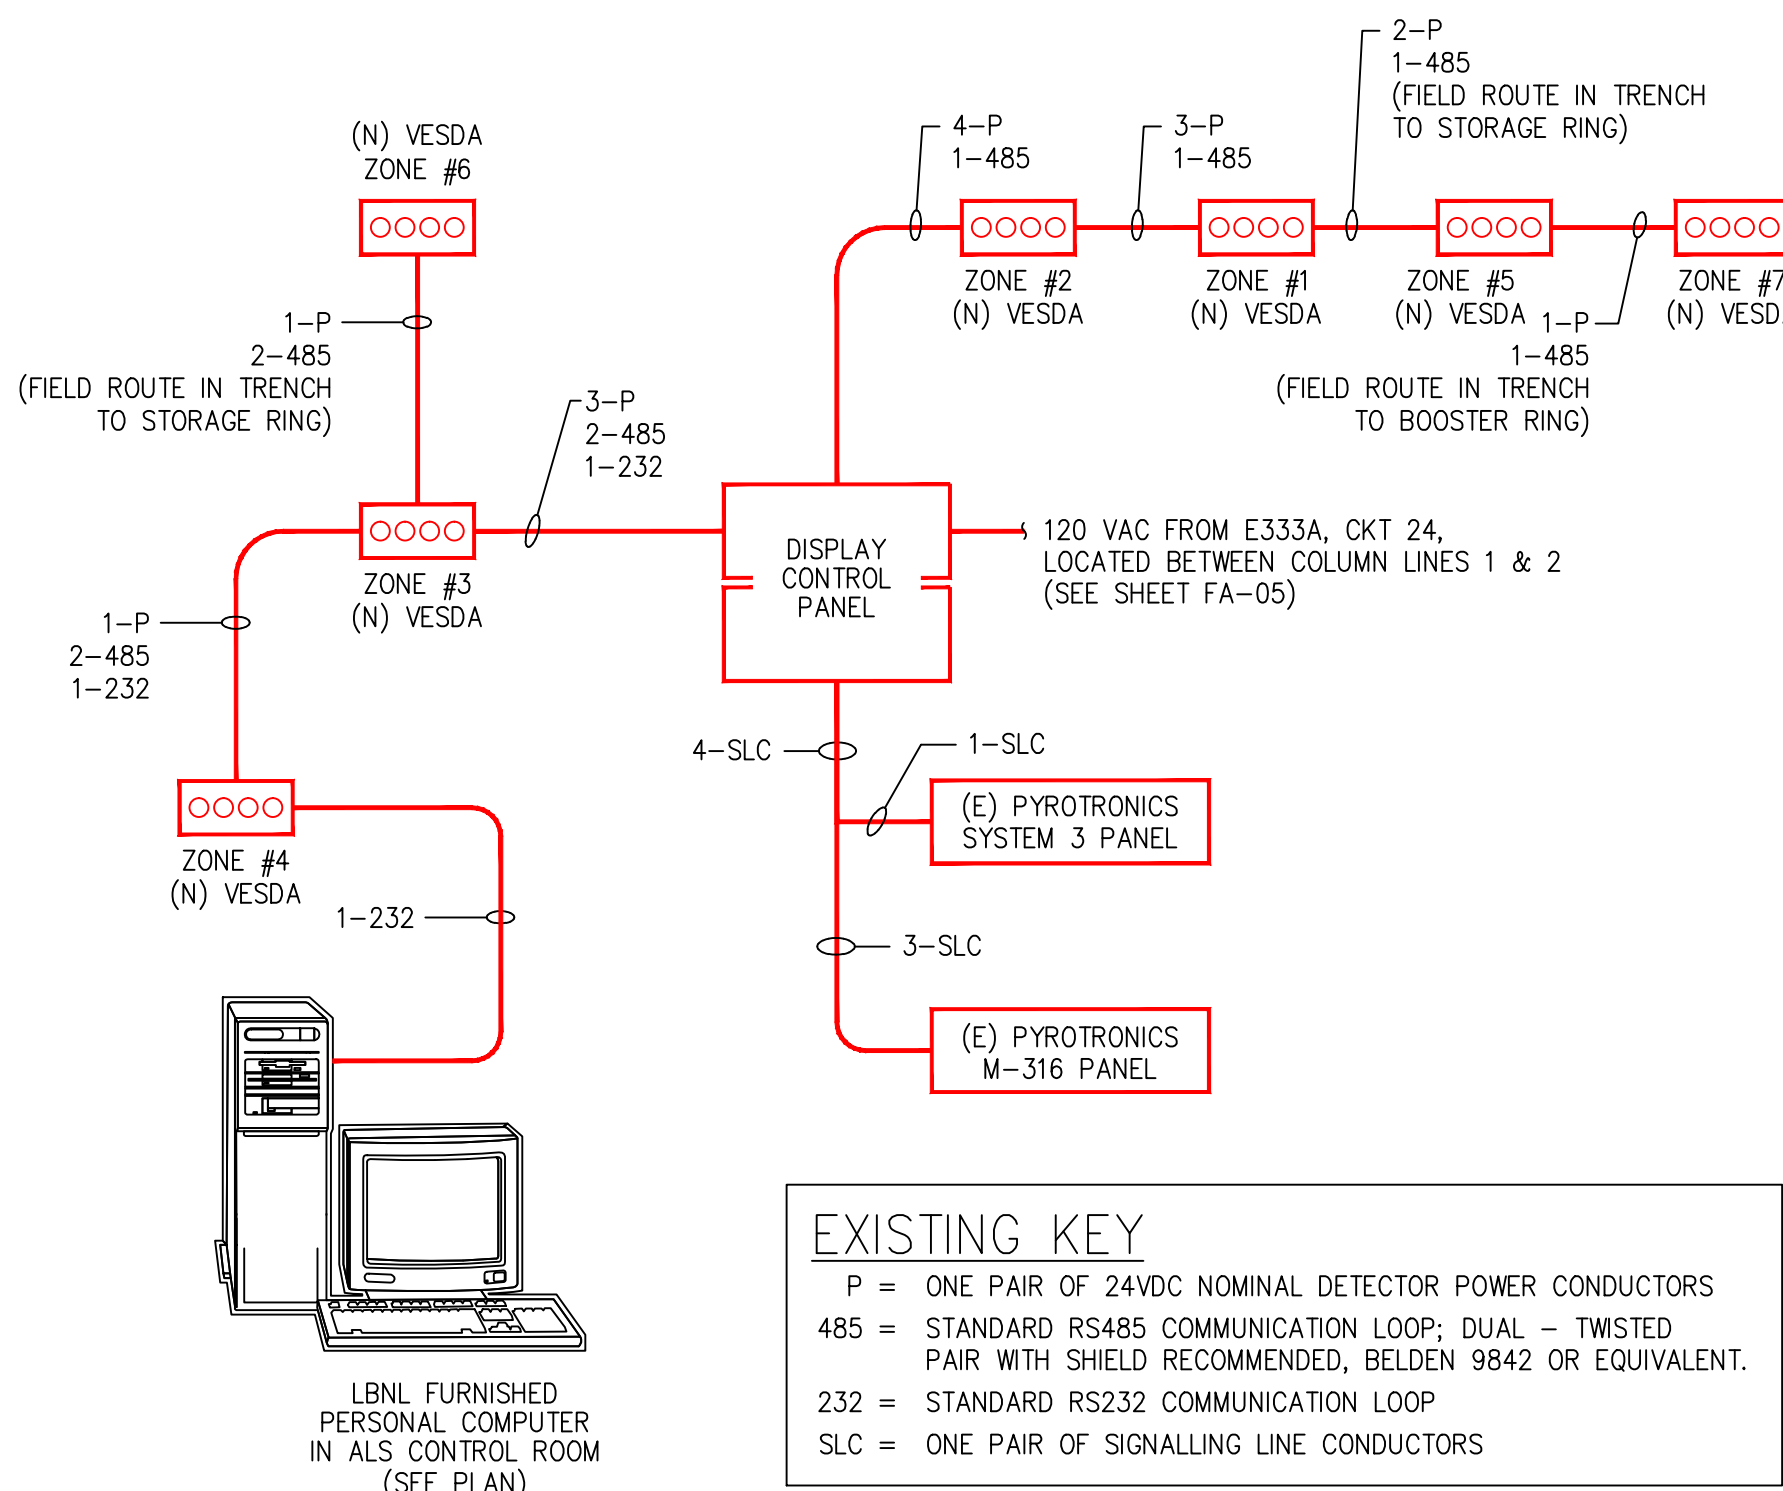 2-P
1-485
(FIELD ROUTE IN TRENCH
TO STORAGE RING)
4-P
1-485
3-P
1-485
(N) VESDA
ZONE #6
ZONE #2
(N) VESDA
ZONE #1
(N) VESDA
ZONE #5
(N) VESDA
ZONE #7
(N) VESD
1-P
1-485
(FIELD ROUTE IN TRENCH
TO BOOSTER RING)
1-P
2-485
(FIELD ROUTE IN TRENCH
TO STORAGE RING)
3-P
2-485
1-232
DISPLAY
CONTROL
PANEL
120 VAC FROM E333A, CKT 24,
LOCATED BETWEEN COLUMN LINES 1 & 2
(SEE SHEET FA-05)
ZONE #3
(N) VESDA
1-P
2-485
1-232
4-SLC
1-SLC
(E) PYROTRONICS
SYSTEM 3 PANEL
ZONE #4
(N) VESDA
1-232
3-SLC
(E) PYROTRONICS
M-316 PANEL
LBNL FURNISHED
PERSONAL COMPUTER
IN ALS CONTROL ROOM
(SEE PLAN)
EXISTING KEY
P = ONE PAIR OF 24VDC NOMINAL DETECTOR POWER CONDUCTORS
485 = STANDARD RS485 COMMUNICATION LOOP; DUAL - TWISTED
PAIR WITH SHIELD RECOMMENDED, BELDEN 9842 OR EQUIVALENT.
232 = STANDARD RS232 COMMUNICATION LOOP
SLC = ONE PAIR OF SIGNALLING LINE CONDUCTORS